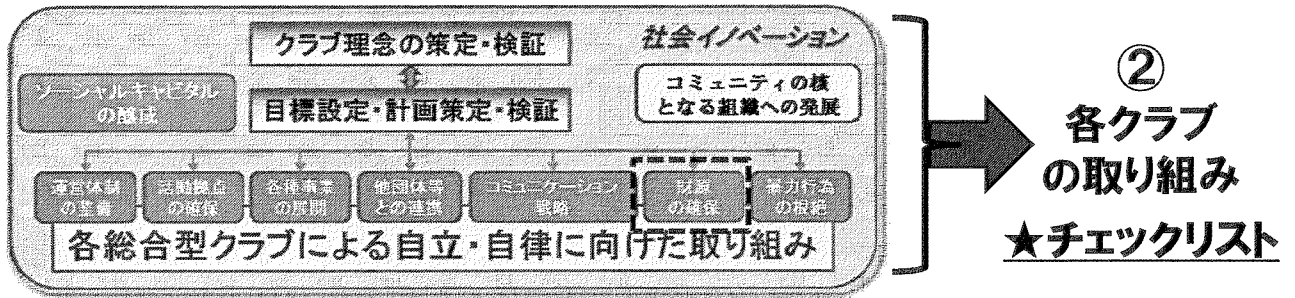 クラブ理念の策定・検証
社会イノベーション
ソーシャルキャピタル
の醸成
コミュニティの核
となる組織への発展
目標設定・計画策定・検証
運営体制
の整備
活動拠点
の確保
各種事業
の展開
他団体等
との連携
コミュニケーション
戦略
財源
の確保
暴力行為
の根絶
各総合型クラブによる自立・自律に向けた取り組み
②
各クラブ
の取り組み
★チェックリスト